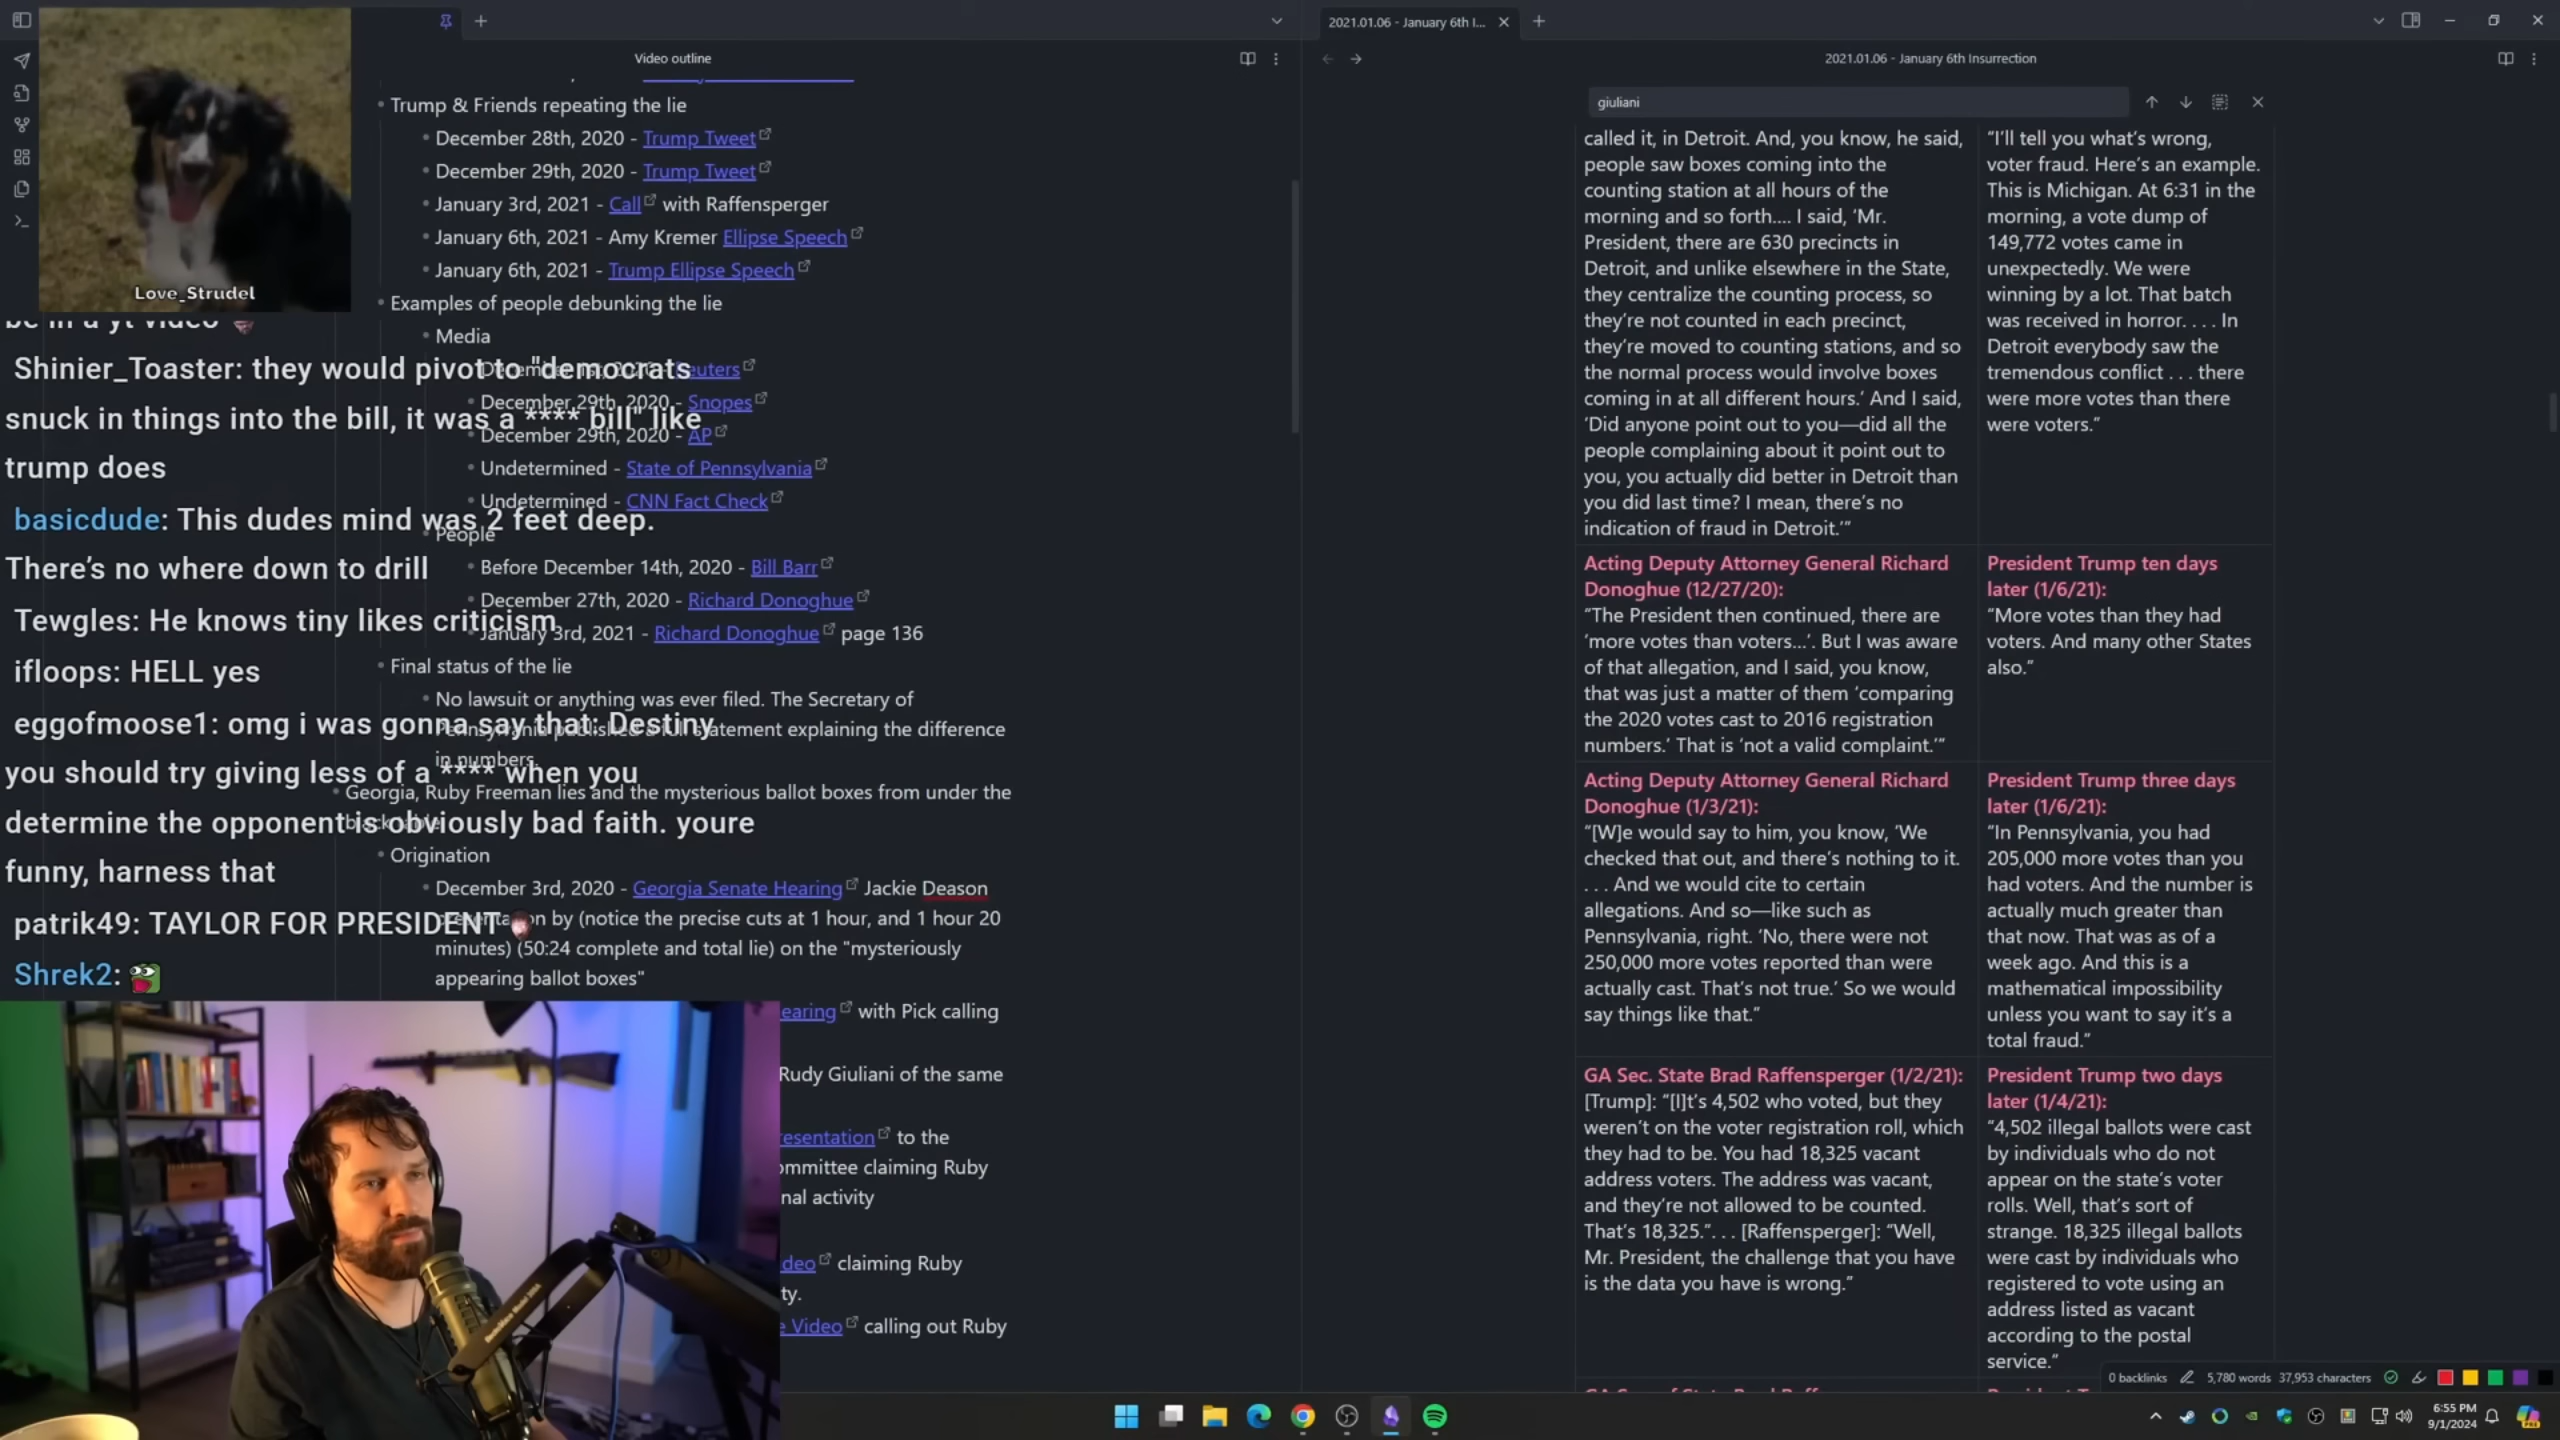 2021.01.06 - January 6th I...
Video outline
2021.01.06 - January 6th Insurrection
giuliani
Love_Strudel
be in a yt video
Shinier_Toaster: they would pivot to "democrats
snuck in things into the bill, it was a **** bill" like
trump does
basicdude: This dudes mind was 2 feet deep.
There's no where down to drill
Tewgles: He knows tiny likes criticism
ifloops: HELL yes
eggofmoose1: omg i was gonna say that: Destiny
you should try giving less of a **** when you
determine the opponent is obviously bad faith. youre
funny, harness that
patrik49: TAYLOR FOR PRESIDENT
Shrek2:
Trump & Friends repeating the lie
December 28th, 2020 - Trump Tweet
December 29th, 2020 - Trump Tweet
January 3rd, 2021 - Call with Raffensperger
January 6th, 2021 - Amy Kremer Ellipse Speech
January 6th, 2021 - Trump Ellipse Speech
Examples of people debunking the lie
Media
December 29th, 2020 - Snopes
December 29th, 2020 - AP
Undetermined - State of Pennsylvania
Undetermined - CNN Fact Check
People
Before December 14th, 2020 - Bill Barr
December 27th, 2020 - Richard Donoghue
January 3rd, 2021 - Richard Donoghue page 136
Final status of the lie
No lawsuit or anything was ever filed. The Secretary of
Pennsylvania published a full statement explaining the difference
in numbers.
Georgia, Ruby Freeman lies and the mysterious ballot boxes from under the
Origination
December 3rd, 2020 - Georgia Senate Hearing Jackie Deason
by (notice the precise cuts at 1 hour, and 1 hour 20
minutes) (50:24 complete and total lie) on the "mysteriously
appearing ballot boxes"
earing with Pick calling
Rudy Giuliani of the same
resentation to the
ommittee claiming Ruby
nal activity
deo claiming Ruby
ty.
e Video calling out Ruby
called it, in Detroit. And, you know, he said,
people saw boxes coming into the
counting station at all hours of the
morning and so forth.... I said, 'Mr.
President, there are 630 precincts in
Detroit, and unlike elsewhere in the State,
they centralize the counting process, so
they're not counted in each precinct,
they're moved to counting stations, and so
the normal process would involve boxes
coming in at all different hours.' And I said,
'Did anyone point out to you—did all the
people complaining about it point out to
you, you actually did better in Detroit than
you did last time? I mean, there's no
indication of fraud in Detroit.'"
"I'll tell you what's wrong,
voter fraud. Here's an example.
This is Michigan. At 6:31 in the
morning, a vote dump of
149,772 votes came in
unexpectedly. We were
winning by a lot. That batch
was received in horror. . . . In
Detroit everybody saw the
tremendous conflict . . . there
were more votes than there
were voters."
Acting Deputy Attorney General Richard
Donoghue (12/27/20):
"The President then continued, there are
'more votes than voters...'. But I was aware
of that allegation, and I said, you know,
that was just a matter of them 'comparing
the 2020 votes cast to 2016 registration
numbers.' That is 'not a valid complaint.'"
President Trump ten days
later (1/6/21):
"More votes than they had
voters. And many other States
also."
Acting Deputy Attorney General Richard
Donoghue (1/3/21):
"[W]e would say to him, you know, 'We
checked that out, and there's nothing to it.
. . . And we would cite to certain
allegations. And so—like such as
Pennsylvania, right. 'No, there were not
250,000 more votes reported than were
actually cast. That's not true.' So we would
say things like that."
President Trump three days
later (1/6/21):
"In Pennsylvania, you had
205,000 more votes than you
had voters. And the number is
actually much greater than
that now. That was as of a
week ago. And this is a
mathematical impossibility
unless you want to say it's a
total fraud."
GA Sec. State Brad Raffensperger (1/2/21):
[Trump]: "[I]t's 4,502 who voted, but they
weren't on the voter registration roll, which
they had to be. You had 18,325 vacant
address voters. The address was vacant,
and they're not allowed to be counted.
That's 18,325.". . . [Raffensperger]: "Well,
Mr. President, the challenge that you have
is the data you have is wrong."
President Trump two days
later (1/4/21):
"4,502 illegal ballots were cast
by individuals who do not
appear on the state's voter
rolls. Well, that's sort of
strange. 18,325 illegal ballots
were cast by individuals who
registered to vote using an
address listed as vacant
according to the postal
service."
0 backlinks 5,780 words 37,953 characters
6:55 PM
9/1/2024